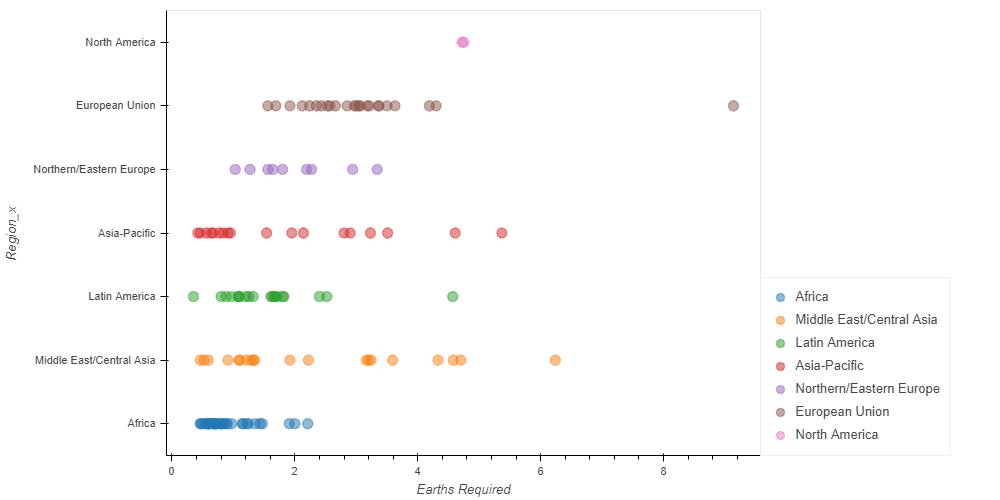 North America
European Union
Northern/Eastern Europe
Asia-Pacific
Latin America
Middle East/Central Asia
Africa
Region_x
0 2 4 6 8
Earths Required
Africa
Middle East/Central Asia
Latin America
Asia-Pacific
Northern/Eastern Europe
European Union
North America